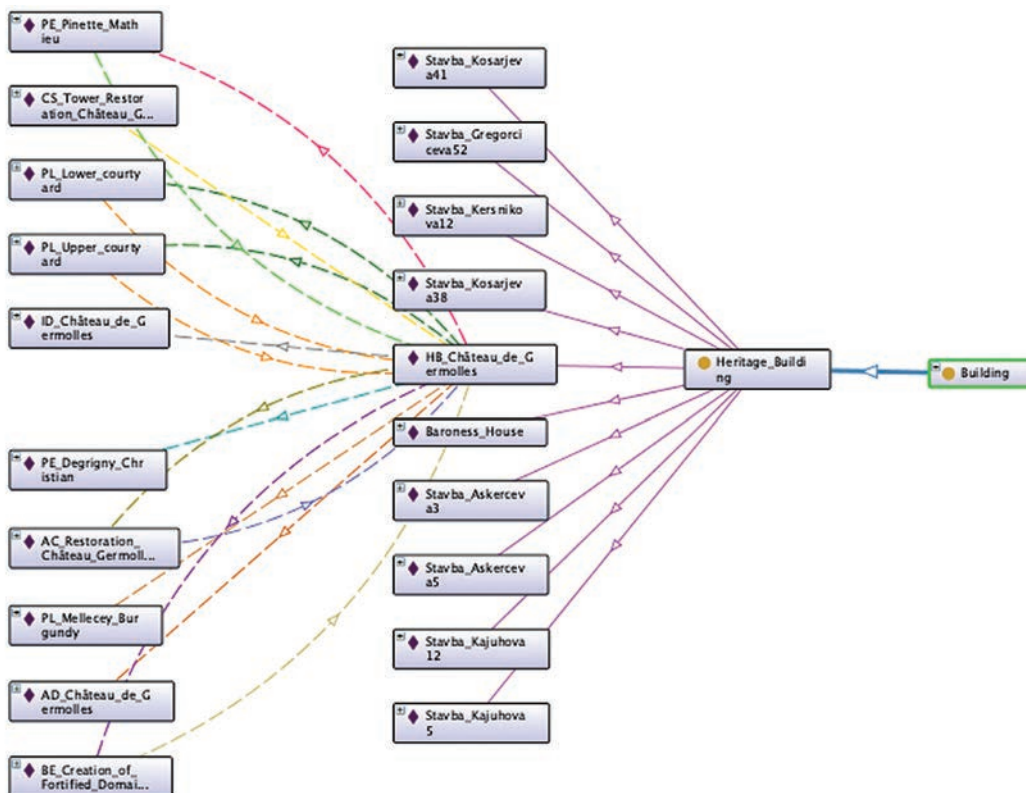 PE_Pinette_Math
ieu
CS_Tower_Restor
ation_Château_G...
PL_Lower_courty
ard
PL_Upper_courty
ard
ID_Château_de_G
ermolles
PE_Degrigny_Chr
istian
AC_Restoration_
Château_Germoll...
PL_Mellecey_Bur
gundy
AD_Château_de_G
ermolles
BE_Creation_of_
Fortified_Domai...
Stavba_Kosarjev
a41
Stavba_Gregorci
ceva52
Stavba_Kersniko
va12
Stavba_Kosarjev
a38
HB_Château_de_G
ermolles
Baroness_House
Stavba_Askercev
a3
Stavba_Askercev
a5
Stavba_Kajuhova
12
Stavba_Kajuhova
5
Heritage_Buildi
ng
Building